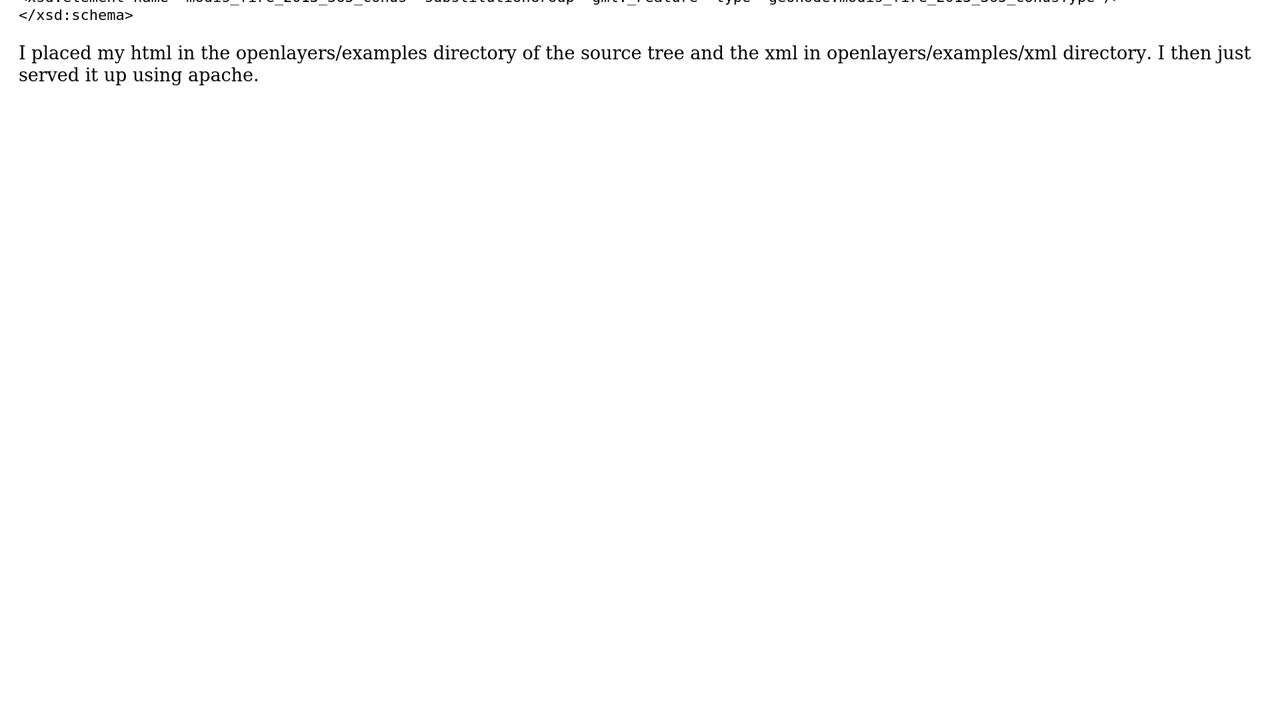 </xsd:schema>
I placed my html in the openlayers/examples directory of the source tree and the xml in openlayers/examples/xml directory. I then just
served it up using apache.